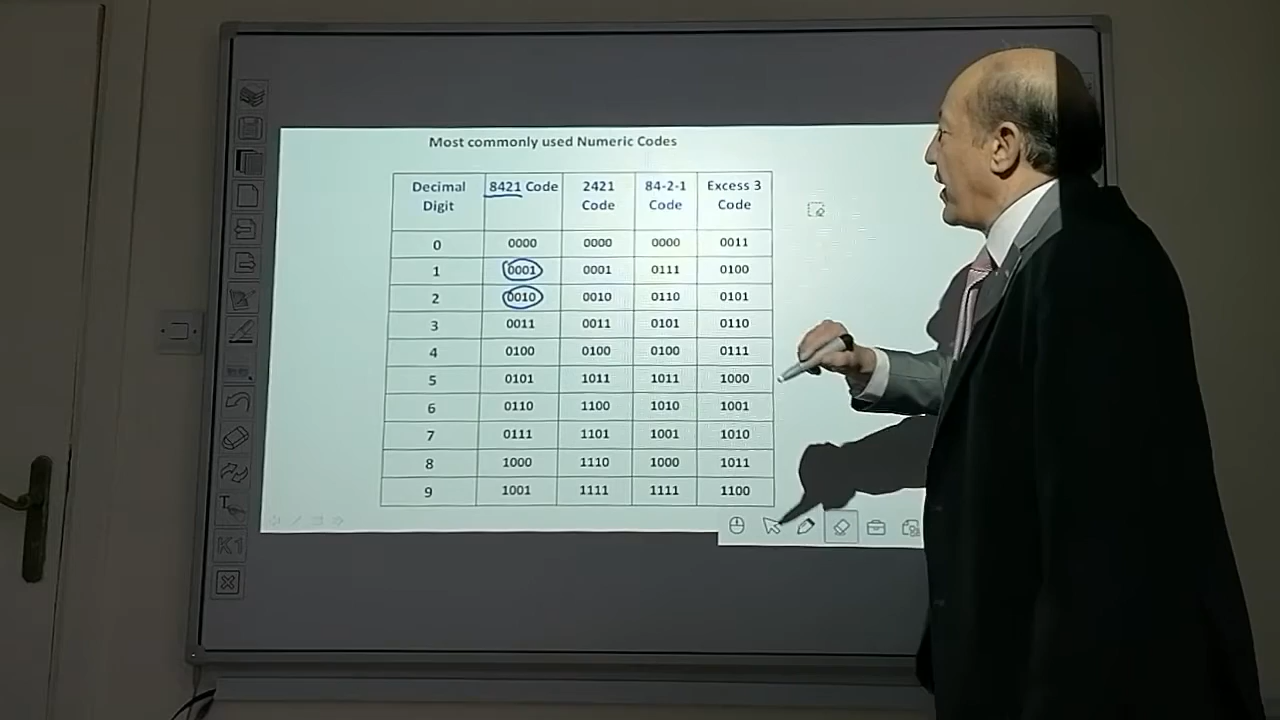 Most commonly used Numeric Codes
Decimal Digit 8421 Code 2421 Code 84-2-1 Code Excess 3 Code
0 0000 0000 0000 0011
1 0001 0001 0111 0100
2 0010 0010 0110 0101
3 0011 0011 0101 0110
4 0100 0100 0100 0111
5 0101 1011 1011 1000
6 0110 1100 1010 1001
7 0111 1101 1001 1010
8 1000 1110 1000 1011
9 1001 1111 1111 1100
T
K1